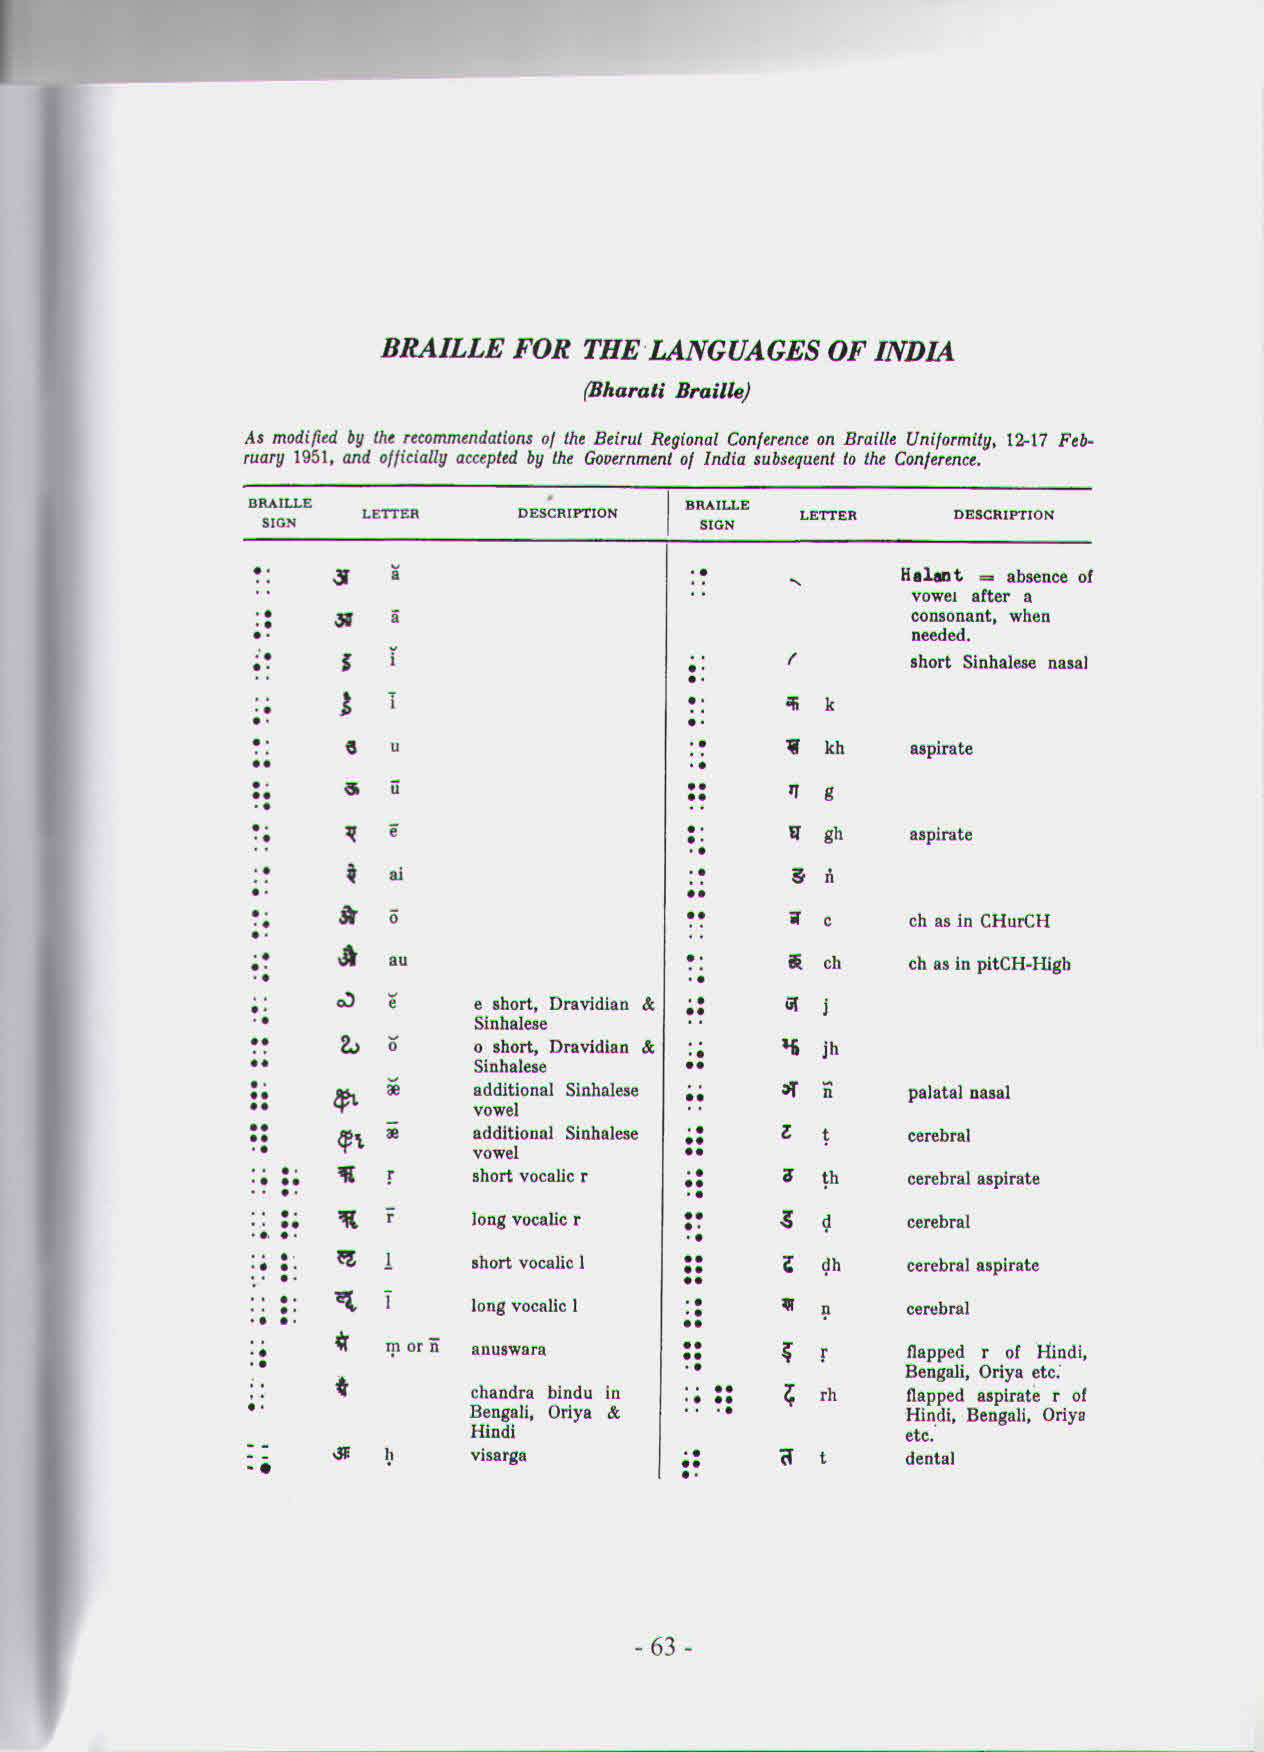 BRAILLE FOR THE LANGUAGES OF INDIA
(Bharati Braille)
As modified by the recommendations of the Beirut Regional Conference on Braille Uniformity, 12-17 Feb-
ruary 1951, and officially accepted by the Government of India subsequent to the Conference.
BRAILLE SIGN LETTER DESCRIPTION
⠁ अ ă
⠜ आ ā
⠊ इ ĭ
⠔ ई ī
⠥ उ u
⠳ ऊ ū
⠑ ए ē
⠌ ऐ ai
⠕ ओ ō
⠪ औ au
⠢ ഛ ĕ e short, Dravidian &
Sinhalese
⠭ ఒ ŏ o short, Dravidian &
Sinhalese
⠷ ඇ æ̆ additional Sinhalese
vowel
⠻ ඈ ǣ additional Sinhalese
vowel
⠐⠗ ऋ ṛ short vocalic r
⠠⠗ ॠ r̄ long vocalic r
⠐⠇ ऌ ḻ short vocalic l
⠠⠇ ॡ l̄ long vocalic l
⠰ ṃ or n̄ anuswara
⠄ chandra bindu in
Bengali, Oriya &
Hindi
⠠ अः ḥ visarga
BRAILLE SIGN LETTER DESCRIPTION
⠈ ् Halant = absence of
vowel after a
consonant, when
needed.
⠆ short Sinhalese nasal
⠅ क k
⠨ ख kh aspirate
⠛ ग g
⠣ घ gh aspirate
⠬ ङ ṅ
⠉ च c ch as in CHurCH
⠡ छ ch ch as in pitCH-High
⠚ ज j
⠴ झ jh
⠒ ञ ñ palatal nasal
⠾ ट ṭ cerebral
⠺ ठ ṭh cerebral aspirate
⠫ ड ḍ cerebral
⠿ ढ ḍh cerebral aspirate
⠼ ण ṇ cerebral
⠻ ड़ ṛ flapped r of Hindi,
Bengali, Oriya etc.
⠐⠻ ढ़ rh flapped aspirate r of
Hindi, Bengali, Oriya
etc.
⠞ त t dental
- 63 -